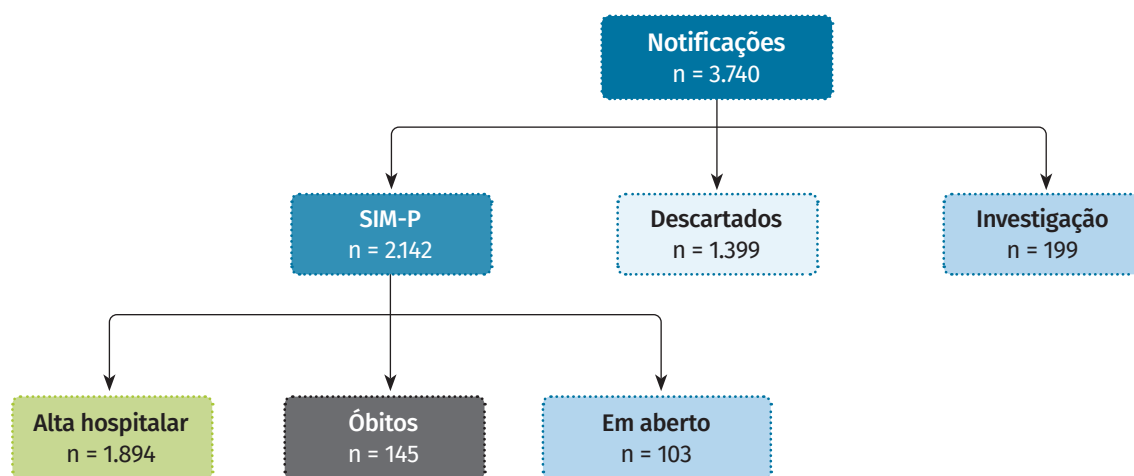 Notificações
n = 3.740
SIM-P
n = 2.142
Descartados
n = 1.399
Investigação
n = 199
Alta hospitalar
n = 1.894
Óbitos
n = 145
Em aberto
n = 103